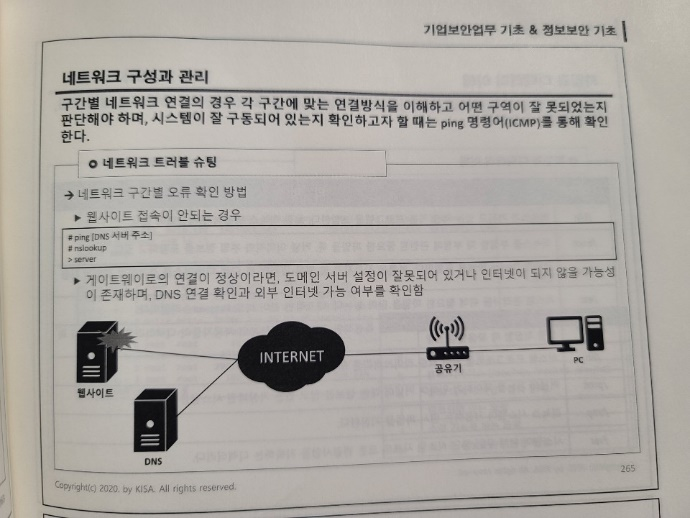 기업보안업무 기초 & 정보보안 기초
네트워크 구성과 관리
구간별 네트워크 연결의 경우 각 구간에 맞는 연결방식을 이해하고 어떤 구역이 잘 못되었는지
판단해야 하며, 시스템이 잘 구동되어 있는지 확인하고자 할 때는 ping 명령어(ICMP)를 통해 확인
한다.
네트워크 트러블 슈팅
→ 네트워크 구간별 오류 확인 방법
▶ 웹사이트 접속이 안되는 경우
# ping [DNS 서버 주소]
# nslookup
> server
▶ 게이트웨이로의 연결이 정상이라면, 도메인 서버 설정이 잘못되어 있거나 인터넷이 되지 않을 가능성
이 존재하며, DNS 연결 확인과 외부 인터넷 가능 여부를 확인함
INTERNET
웹사이트
공유기
PC
DNS
265
Copyright(c) 2020. by KISA. All rights reserved.